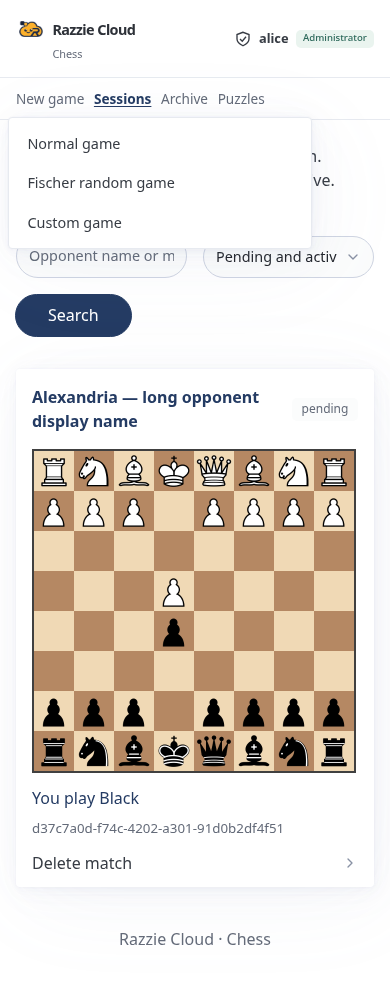 Razzie Cloud
Chess
alice
Administrator
New game
Sessions
Archive
Puzzles
Normal game
Fischer random game
Custom game
n.
ve.
Opponent name or m
Pending and activ
Search
Alexandria — long opponent
display name
pending
You play Black
d37c7a0d-f74c-4202-a301-91d0b2df4f51
Delete match
Razzie Cloud · Chess